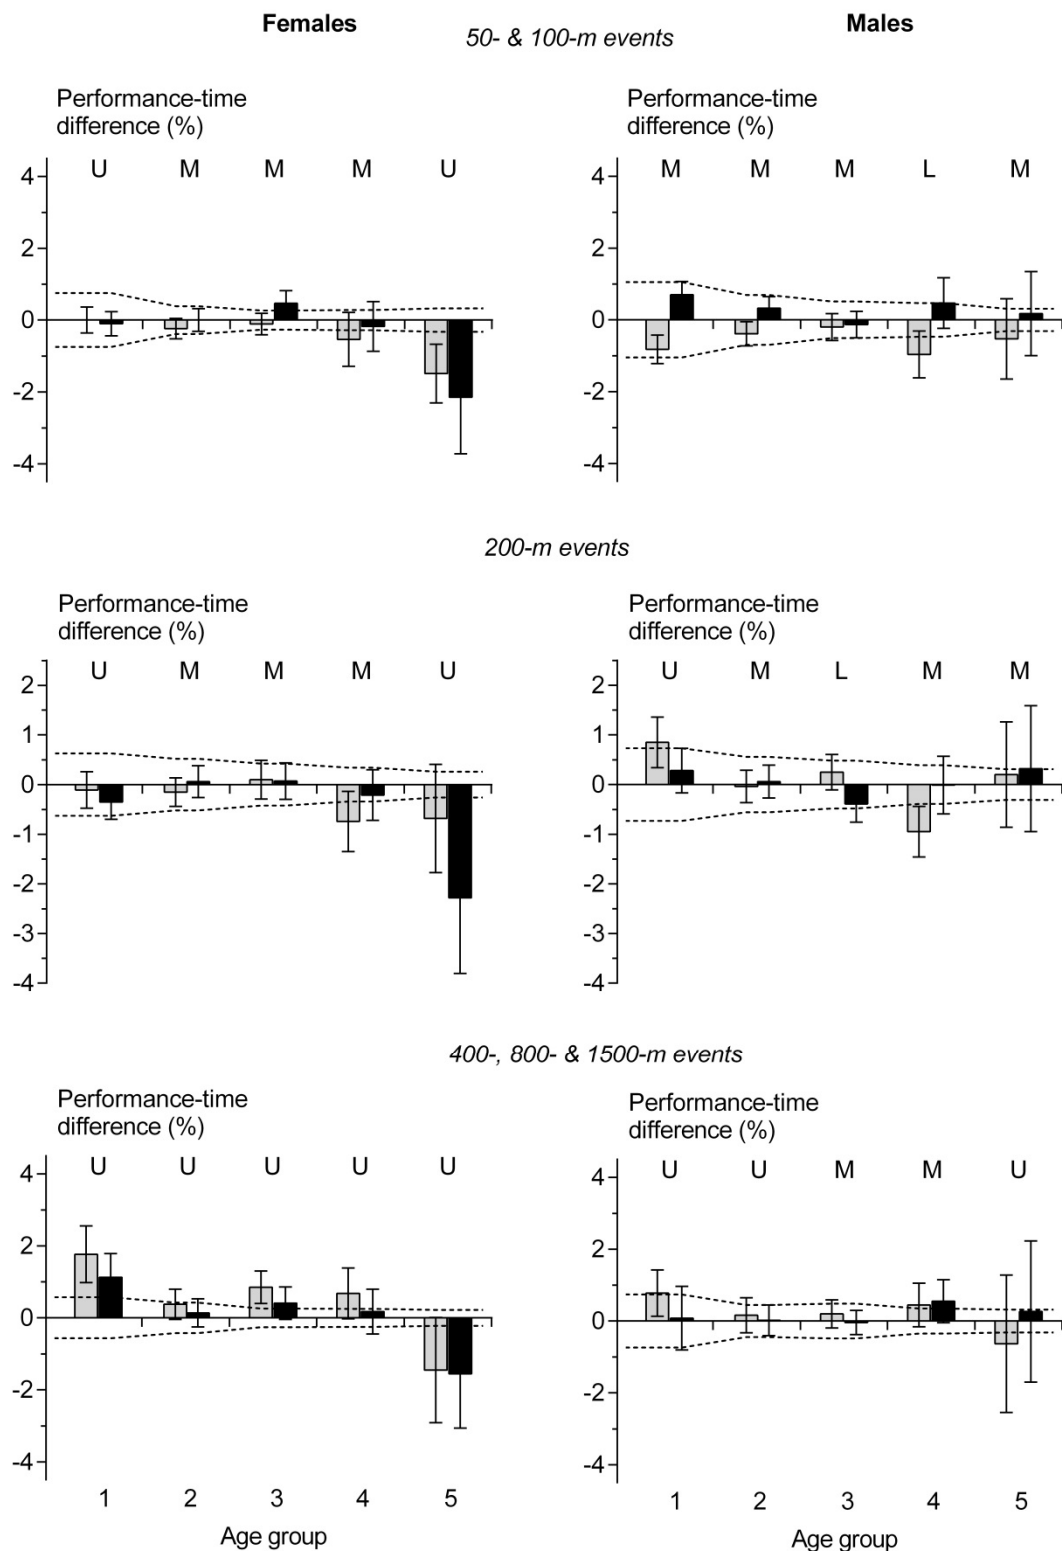 Females
Males
50- & 100-m events
Performance-time
difference (%)
U M M M U
4
2
0
-2
-4
Performance-time
difference (%)
M M M L M
4
2
0
-2
-4
200-m events
Performance-time
difference (%)
U M M M U
2
1
0
-1
-2
-3
-4
Performance-time
difference (%)
U M L M M
2
1
0
-1
-2
-3
-4
400-, 800- & 1500-m events
Performance-time
difference (%)
U U U U U
4
2
0
-2
-4
1 2 3 4 5
Age group
Performance-time
difference (%)
U U M M U
4
2
0
-2
-4
1 2 3 4 5
Age group